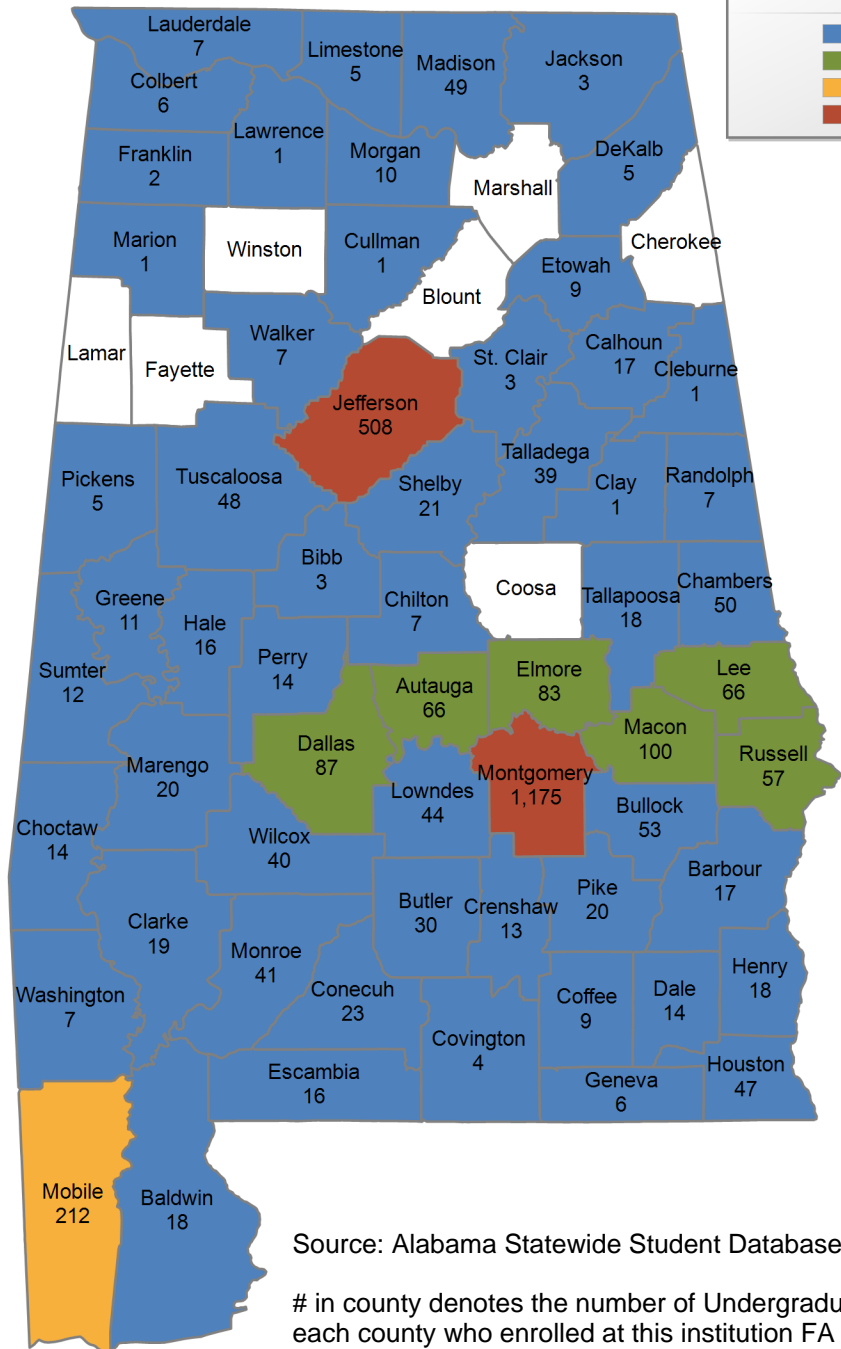 Lauderdale
7
Limestone
5
Madison
49
Jackson
3
Colbert
6
Lawrence
1
Franklin
2
Morgan
10
DeKalb
5
Marshall
Marion
1
Winston
Cullman
1
Cherokee
Etowah
9
Blount
Lamar
Fayette
Walker
7
St. Clair
3
Calhoun
17
Cleburne
1
Jefferson
508
Pickens
5
Tuscaloosa
48
Shelby
21
Talladega
39
Clay
1
Randolph
7
Bibb
3
Greene
11
Hale
16
Chilton
7
Coosa
Tallapoosa
18
Chambers
50
Sumter
12
Perry
14
Autauga
66
Elmore
83
Lee
66
Dallas
87
Macon
100
Russell
57
Marengo
20
Lowndes
44
Montgomery
1,175
Bullock
53
Choctaw
14
Wilcox
40
Barbour
17
Clarke
19
Butler
30
Crenshaw
13
Pike
20
Monroe
41
Washington
7
Conecuh
23
Coffee
9
Dale
14
Henry
18
Covington
4
Escambia
16
Geneva
6
Houston
47
Mobile
212
Baldwin
18
Source: Alabama Statewide Student Database
# in county denotes the number of Undergradu
each county who enrolled at this institution FA